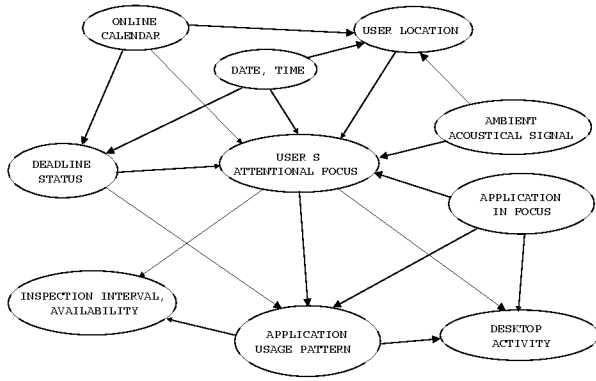 ONLINE
CALENDAR
USER LOCATION
DATE, TIME
AMBIENT
ACOUSTICAL SIGNAL
DEADLINE
STATUS
USER S
ATTENTIONAL FOCUS
APPLICATION
IN FOCUS
INSPECTION INTERVAL,
AVAILABILITY
APPLICATION
USAGE PATTERN
DESKTOP
ACTIVITY